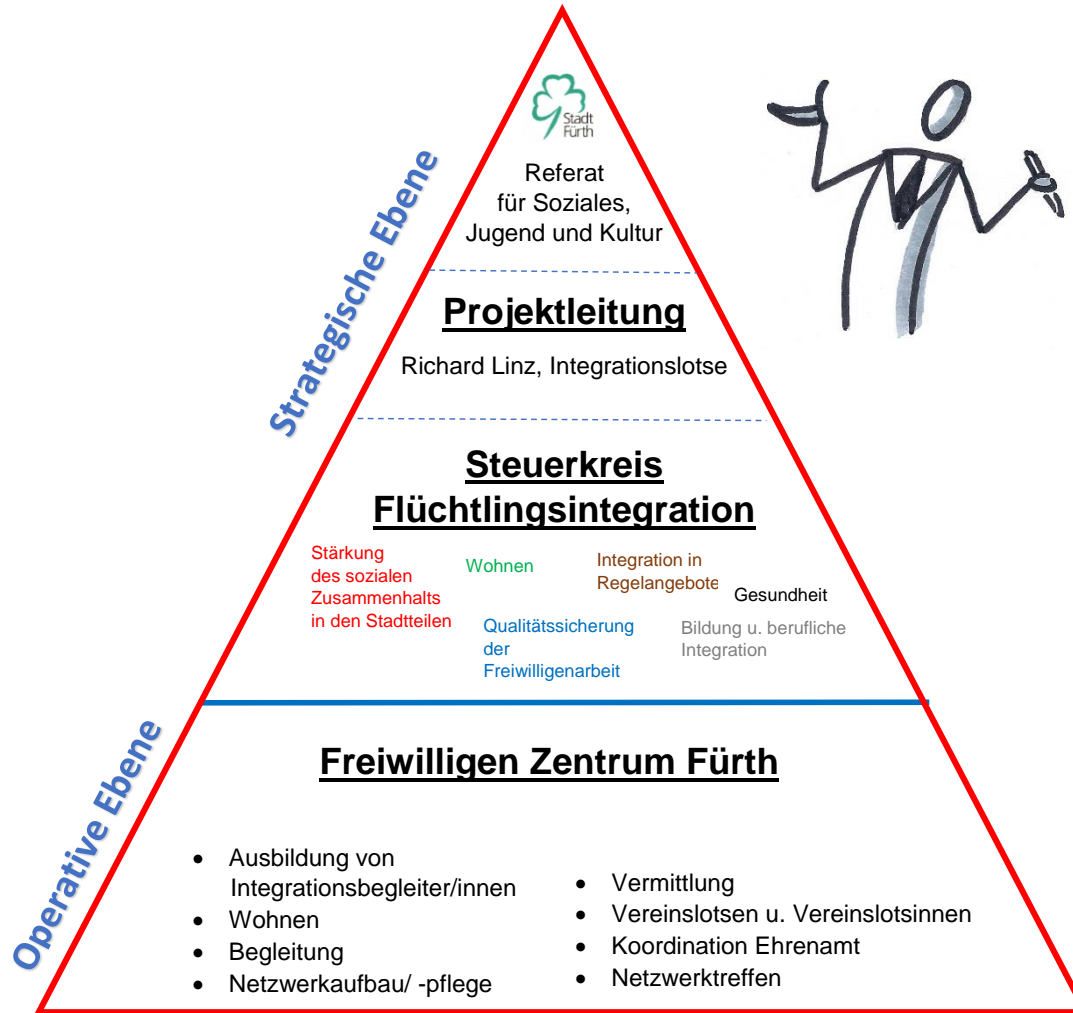 Stadt
Fürth
Referat
für Soziales,
Jugend und Kultur
Strategische Ebene
Projektleitung
Richard Linz, Integrationslotse
Steuerkreis
Flüchtlingsintegration
Stärkung
des sozialen
Zusammenhalts
in den Stadtteilen
Wohnen
Integration in
Regelangebote
Gesundheit
Qualitätssicherung
der
Freiwilligenarbeit
Bildung u. berufliche
Integration
Operative Ebene
Freiwilligen Zentrum Fürth
• Ausbildung von
Integrationsbegleiter/innen
• Wohnen
• Begleitung
• Netzwerkaufbau/ -pflege
• Vermittlung
• Vereinslotsen u. Vereinslotsinnen
• Koordination Ehrenamt
• Netzwerktreffen